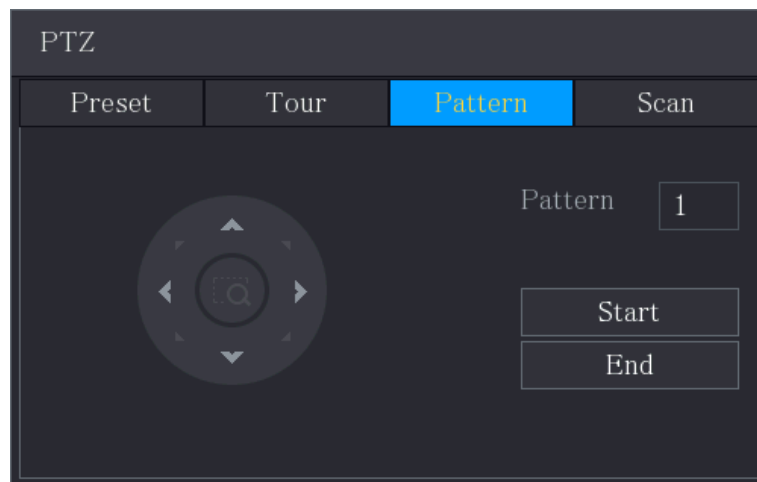 PTZ
Preset Tour Pattern Scan
Pattern 1
Start
End